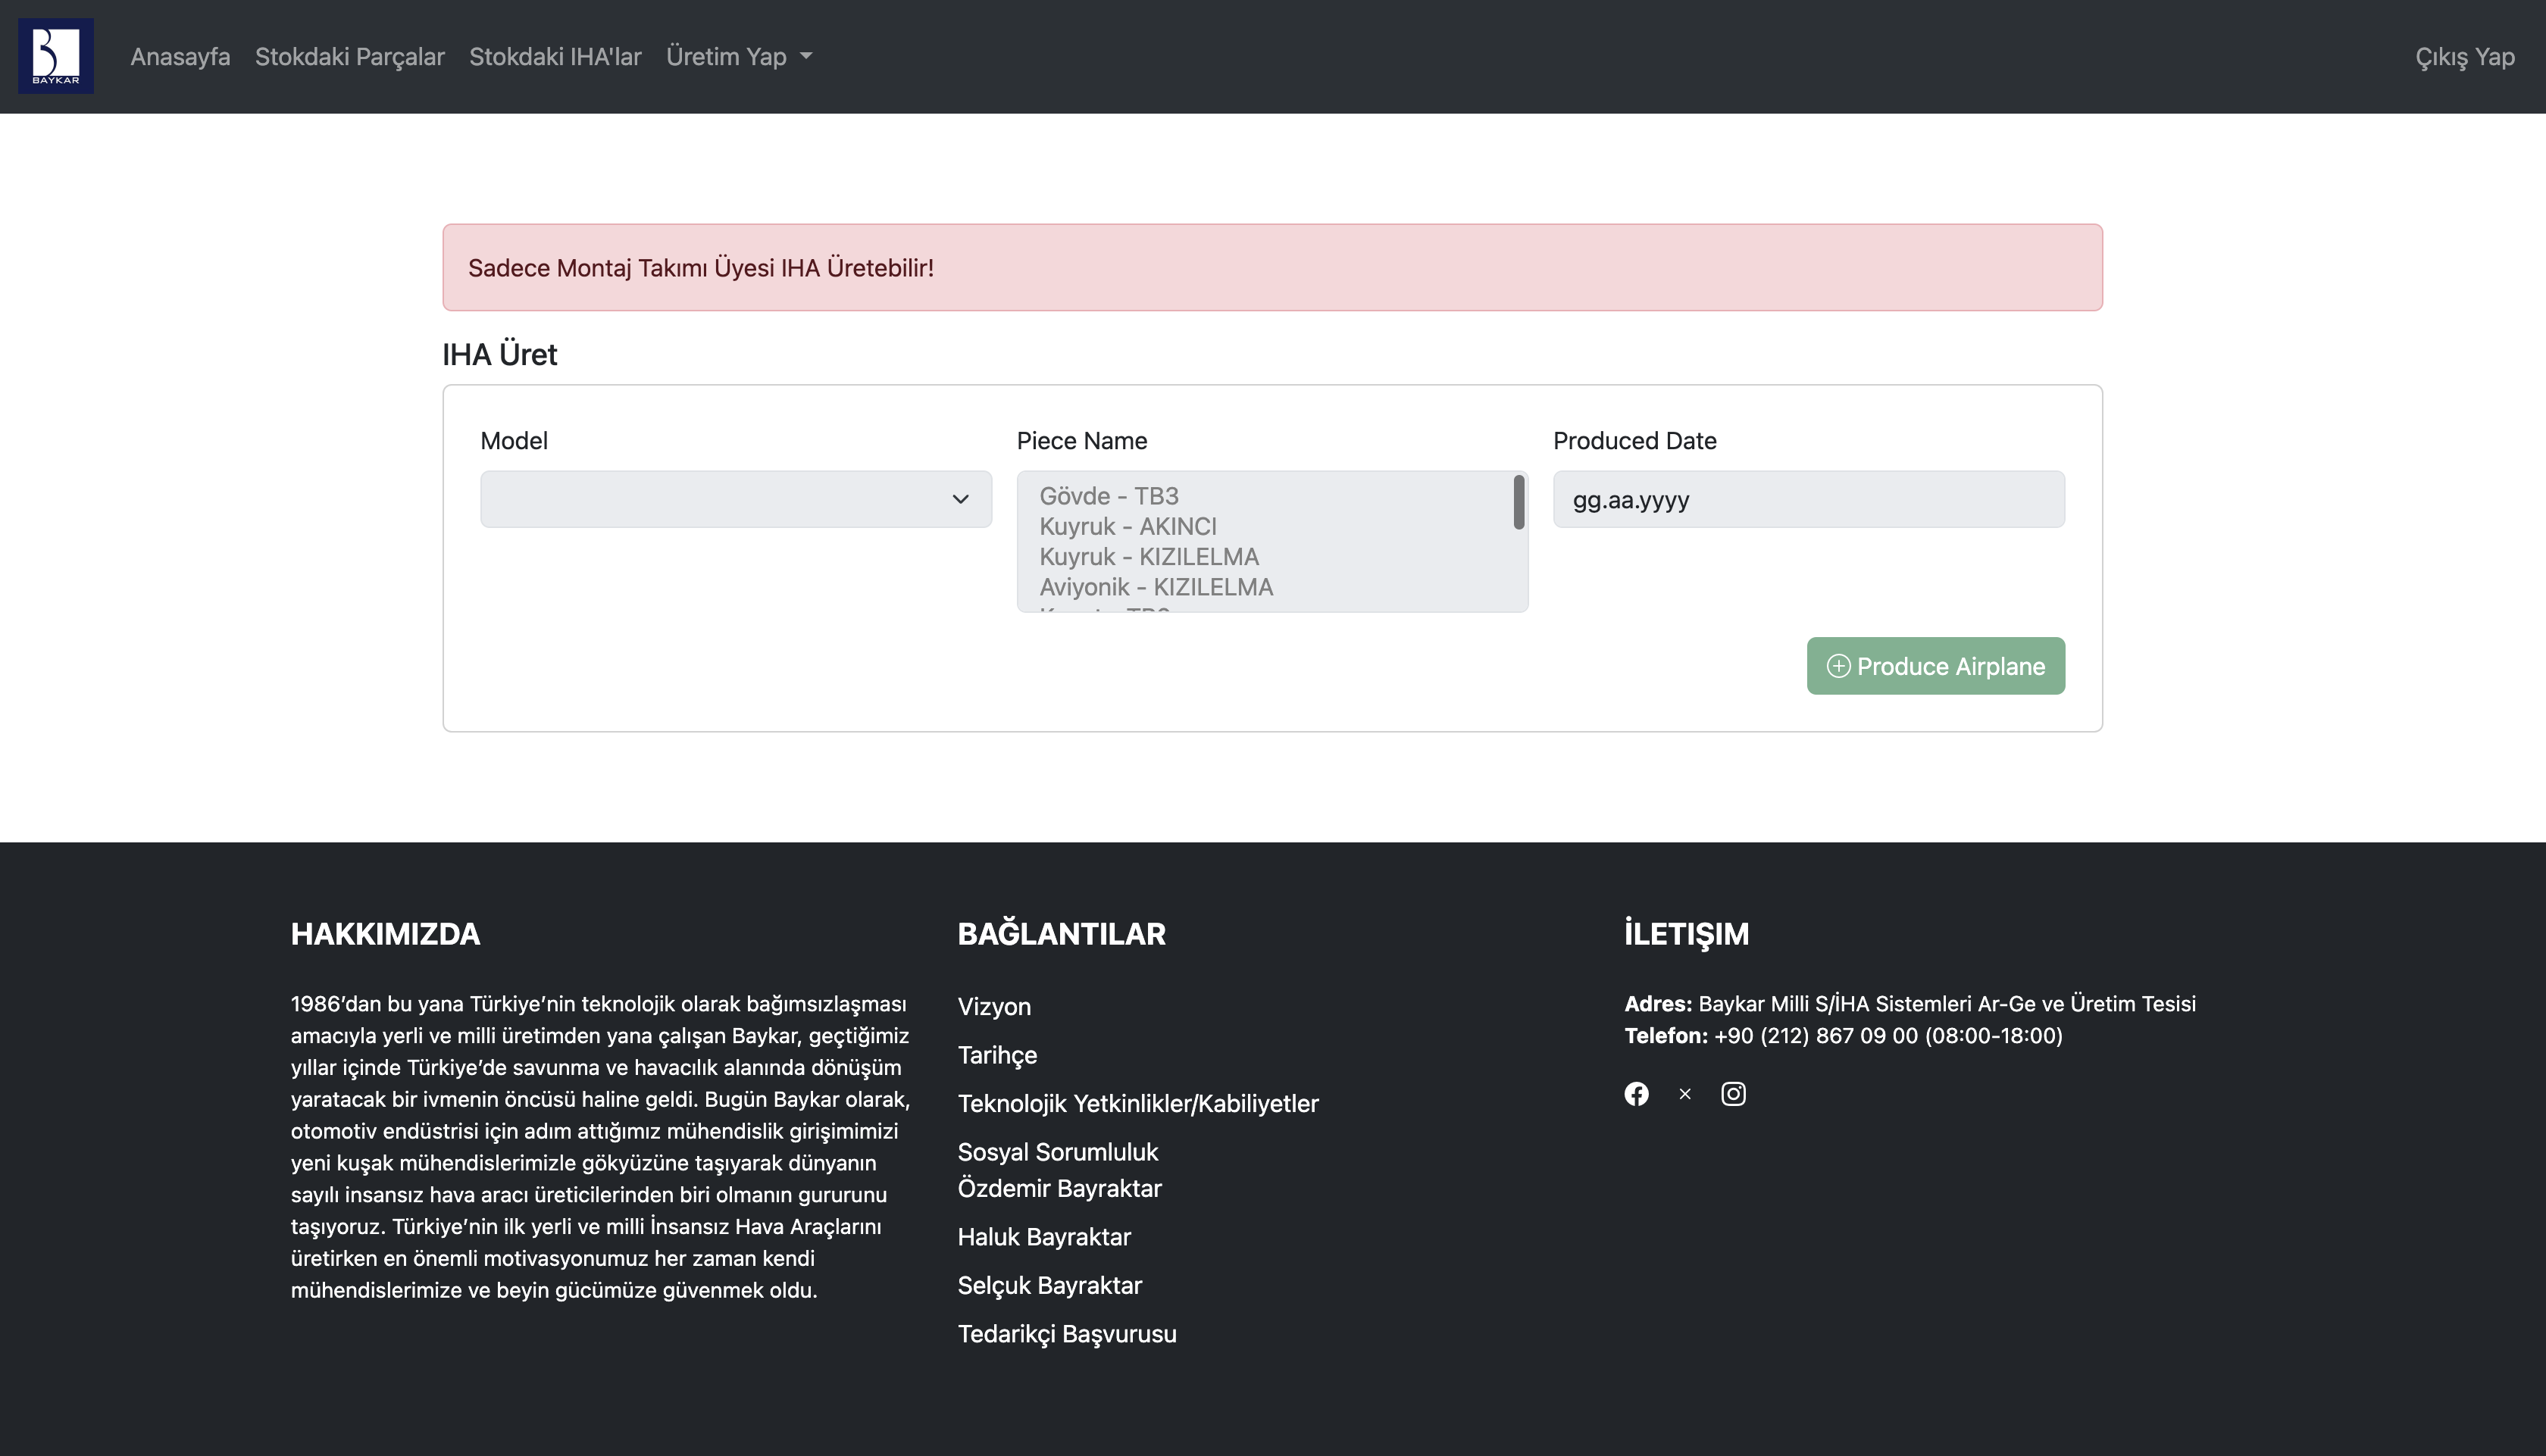 BAYKAR
Anasayfa
Stokdaki Parçalar
Stokdaki IHA'lar
Üretim Yap
Çıkış Yap
Sadece Montaj Takımı Üyesi IHA Üretebilir!
IHA Üret
Model
Piece Name
Produced Date
Gövde - TB3
Kuyruk - AKINCI
Kuyruk - KIZILELMA
Aviyonik - KIZILELMA
gg.aa.yyyy
Produce Airplane
HAKKIMIZDA
1986’dan bu yana Türkiye’nin teknolojik olarak bağımsızlaşması
amacıyla yerli ve milli üretimden yana çalışan Baykar, geçtiğimiz
yıllar içinde Türkiye’de savunma ve havacılık alanında dönüşüm
yaratacak bir ivmenin öncüsü haline geldi. Bugün Baykar olarak,
otomotiv endüstrisi için adım attığımız mühendislik girişimimizi
yeni kuşak mühendislerimizle gökyüzüne taşıyarak dünyanın
sayılı insansız hava aracı üreticilerinden biri olmanın gururunu
taşıyoruz. Türkiye’nin ilk yerli ve milli İnsansız Hava Araçlarını
üretirken en önemli motivasyonumuz her zaman kendi
mühendislerimize ve beyin gücümüze güvenmek oldu.
BAĞLANTILAR
Vizyon
Tarihçe
Teknolojik Yetkinlikler/Kabiliyetler
Sosyal Sorumluluk
Özdemir Bayraktar
Haluk Bayraktar
Selçuk Bayraktar
Tedarikçi Başvurusu
İLETIŞIM
Adres: Baykar Milli S/İHA Sistemleri Ar-Ge ve Üretim Tesisi
Telefon: +90 (212) 867 09 00 (08:00-18:00)